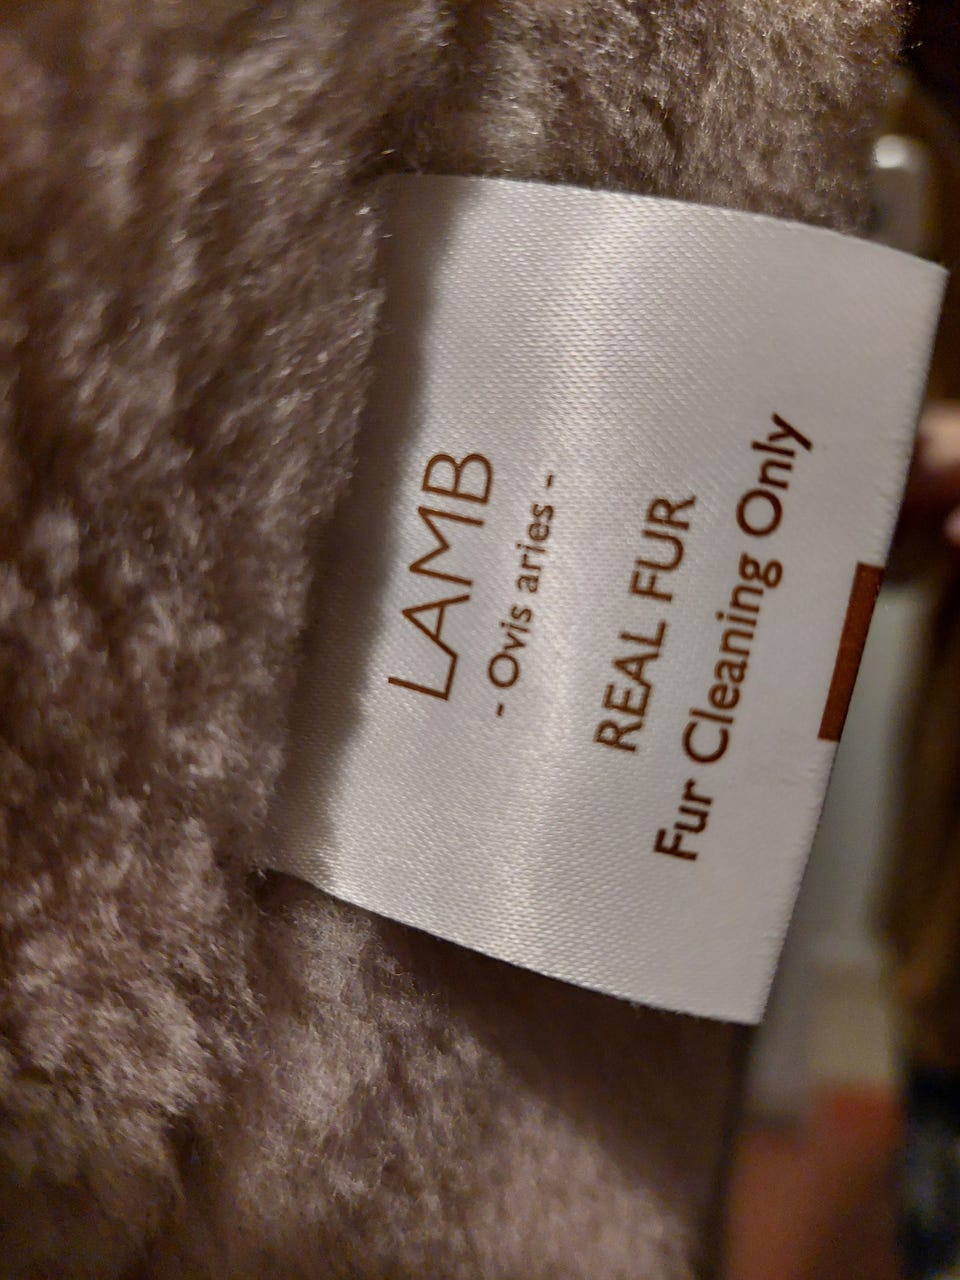 LAMB
- Ovis aries -
REAL FUR
Fur Cleaning Only